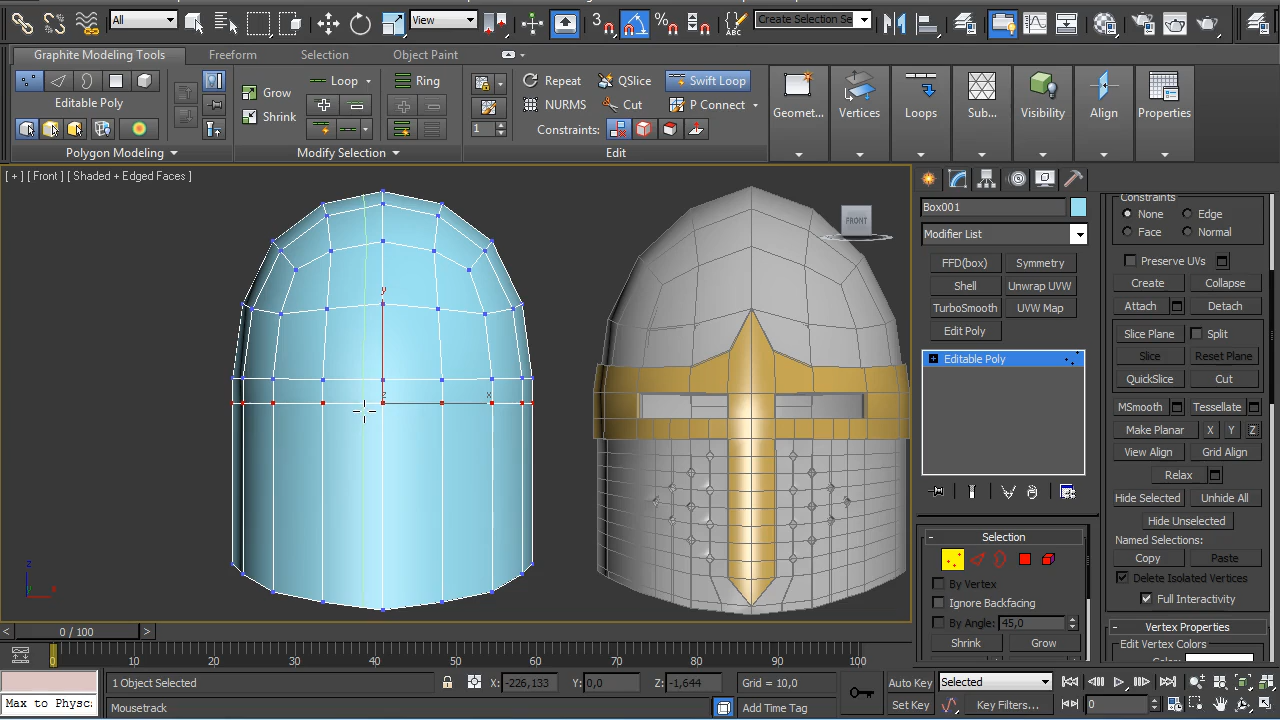 All
View
3
Create Selection Se
ABC
Graphite Modeling Tools
Freeform
Selection
Object Paint
Loop
Ring
Repeat
QSlice
Swift Loop
Grow
NURMS
Cut
P Connect
Shrink
1
Constraints:
Editable Poly
Geomet...
Vertices
Loops
Sub...
Visibility
Align
Properties
Polygon Modeling
Modify Selection
Edit
[ + ] [ Front ] [ Shaded + Edged Faces ]
FRONT
y
z
x
z
x
Box001
Modifier List
FFD(box)
Symmetry
Shell
Unwrap UVW
TurboSmooth
UVW Map
Edit Poly
Editable Poly
Selection
By Vertex
Ignore Backfacing
By Angle:
45,0
Shrink
Grow
Constraints
None
Edge
Face
Normal
Preserve UVs
Create
Collapse
Attach
Detach
Slice Plane
Split
Slice
Reset Plane
QuickSlice
Cut
MSmooth
Tessellate
Make Planar
X
Y
Z
View Align
Grid Align
Relax
Hide Selected
Unhide All
Hide Unselected
Named Selections:
Copy
Paste
Delete Isolated Vertices
Full Interactivity
Vertex Properties
Edit Vertex Colors
0 / 100
0
10
20
30
40
50
60
70
80
90
100
1 Object Selected
X:
-226,133
Y:
0,0
Z:
-1,644
Grid = 10,0
Auto Key
Selected
Max to Physc
Mousetrack
Add Time Tag
Set Key
Key Filters...
0